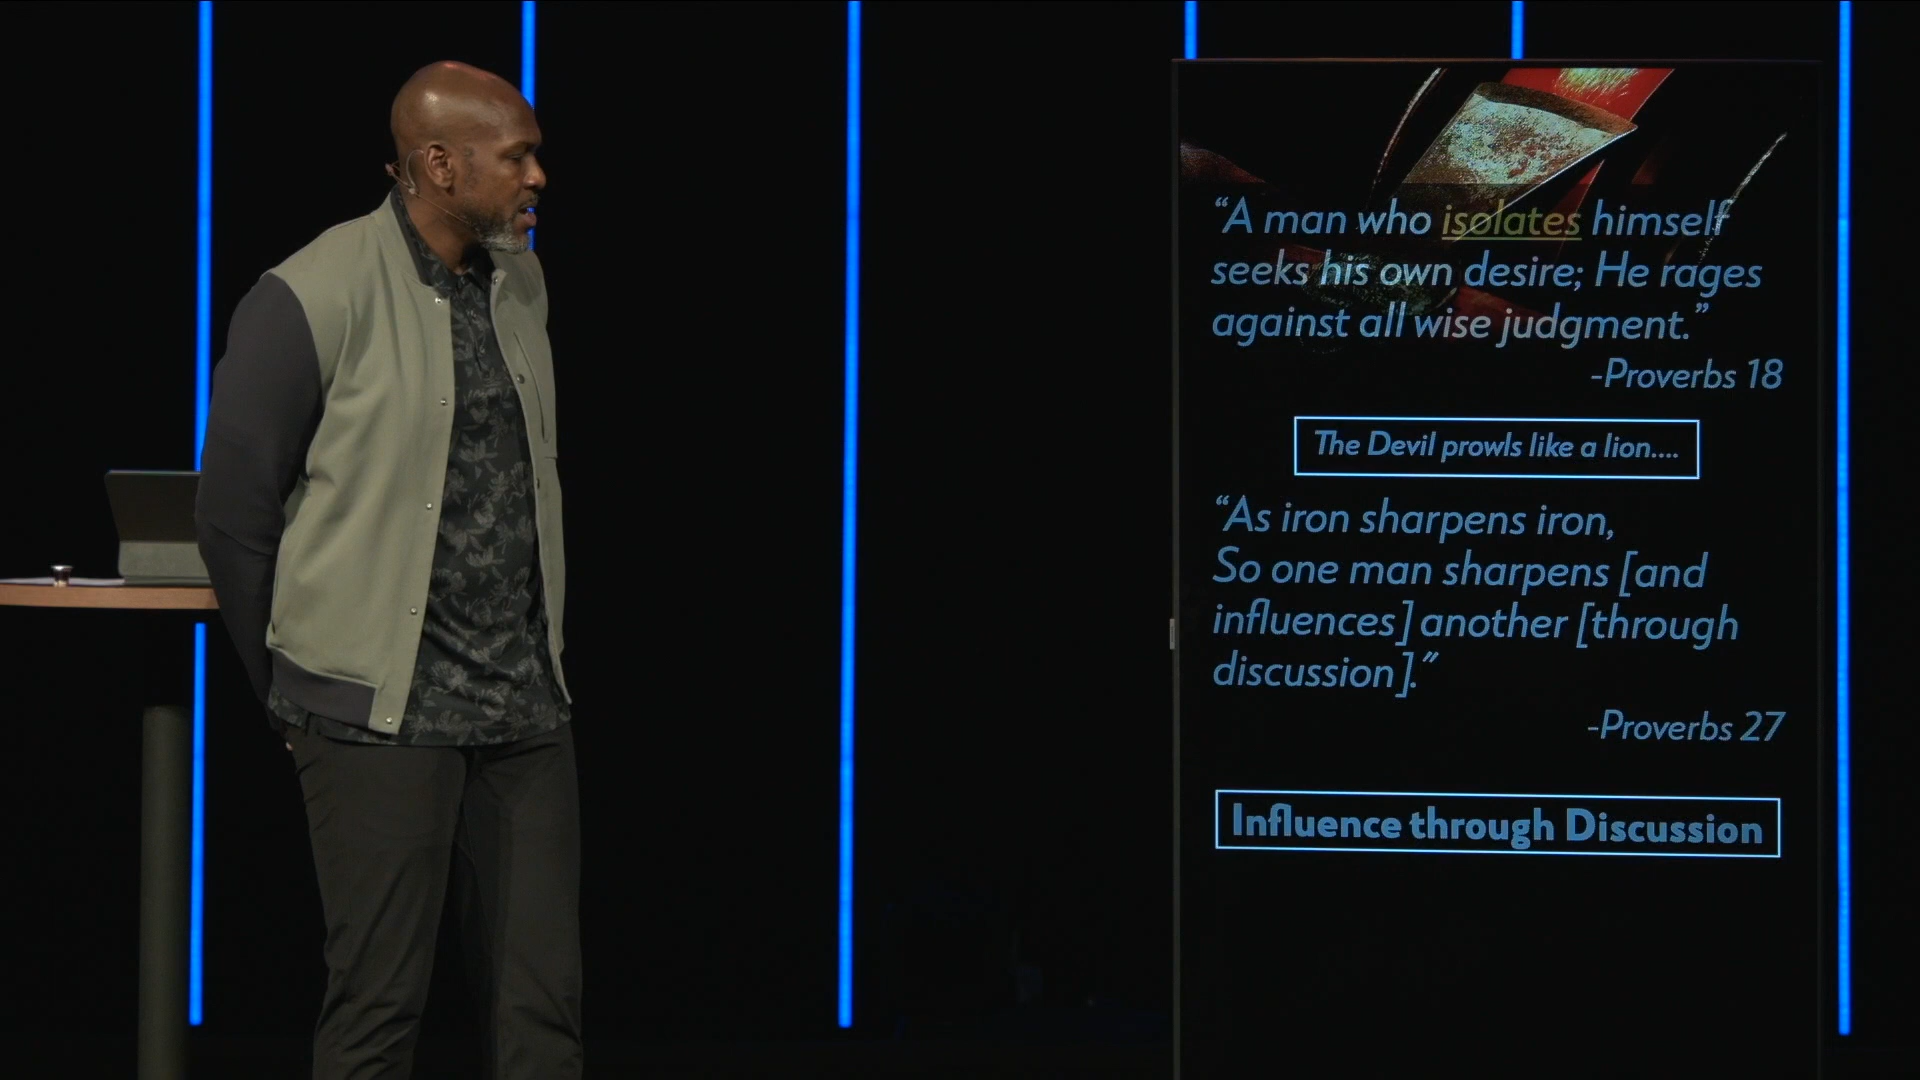 “A man who isolates himself
seeks his own desire; He rages
against all wise judgment.”
-Proverbs 18
The Devil prowls like a lion....
“As iron sharpens iron,
So one man sharpens [and
influences] another [through
discussion].”
-Proverbs 27
Influence through Discussion